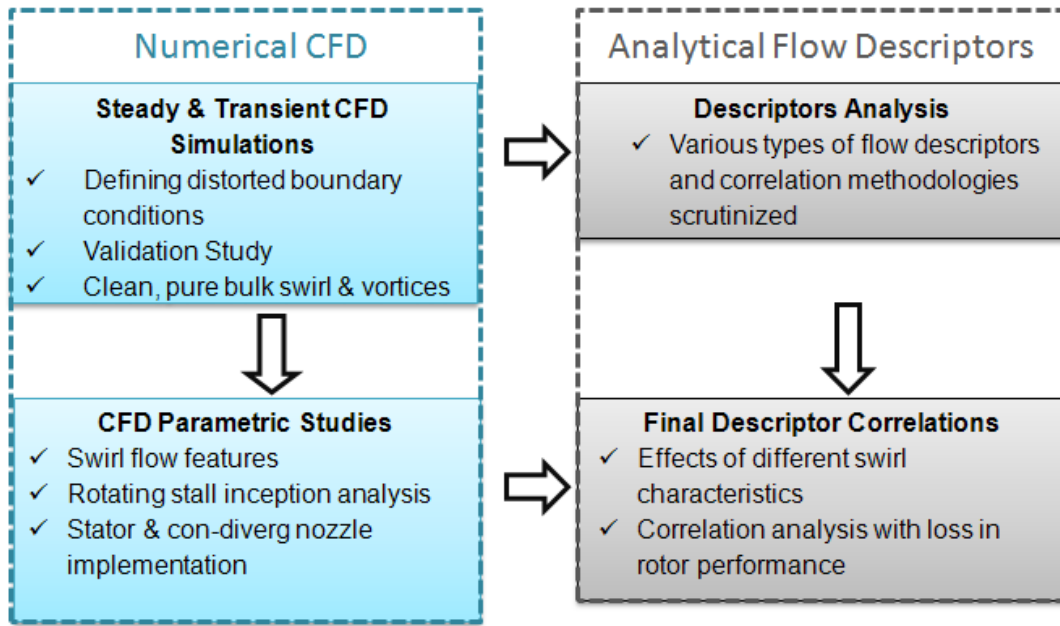 Numerical CFD
Steady & Transient CFD
Simulations
✓ Defining distorted boundary
conditions
✓ Validation Study
✓ Clean, pure bulk swirl & vortices
CFD Parametric Studies
✓ Swirl flow features
✓ Rotating stall inception analysis
✓ Stator & con-diverg nozzle
implementation
Analytical Flow Descriptors
Descriptors Analysis
✓ Various types of flow descriptors
and correlation methodologies
scrutinized
Final Descriptor Correlations
✓ Effects of different swirl
characteristics
✓ Correlation analysis with loss in
rotor performance